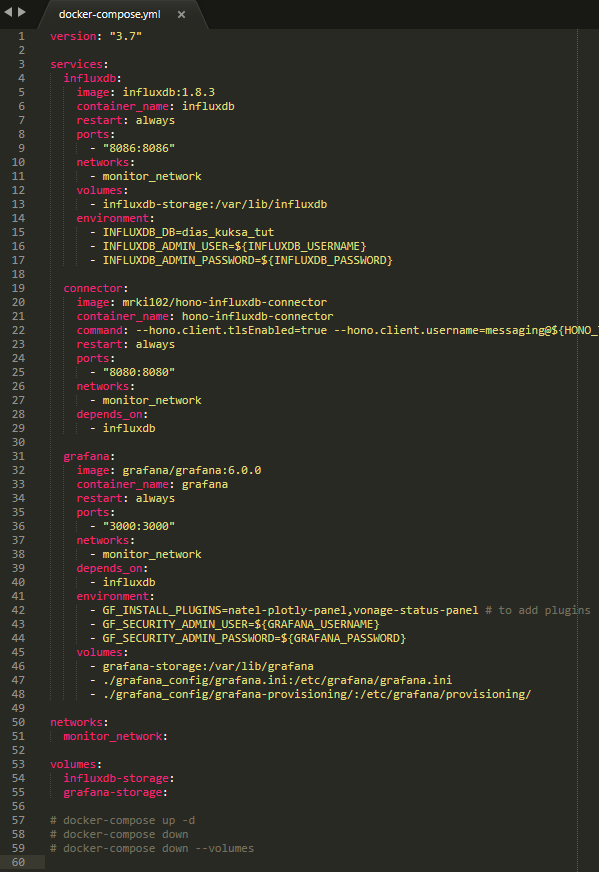 docker-compose.yml ×
1 version: "3.7"
2
3 services:
4   influxdb:
5     image: influxdb:1.8.3
6     container_name: influxdb
7     restart: always
8     ports:
9       - "8086:8086"
10     networks:
11       - monitor_network
12     volumes:
13       - influxdb-storage:/var/lib/influxdb
14     environment:
15       - INFLUXDB_DB=dias_kuksa_tut
16       - INFLUXDB_ADMIN_USER=${INFLUXDB_USERNAME}
17       - INFLUXDB_ADMIN_PASSWORD=${INFLUXDB_PASSWORD}
18
19   connector:
20     image: mrki102/hono-influxdb-connector
21     container_name: hono-influxdb-connector
22     command: --hono.client.tlsEnabled=true --hono.client.username=messaging@${HONO_
23     restart: always
24     ports:
25       - "8080:8080"
26     networks:
27       - monitor_network
28     depends_on:
29       - influxdb
30
31   grafana:
32     image: grafana/grafana:6.0.0
33     container_name: grafana
34     restart: always
35     ports:
36       - "3000:3000"
37     networks:
38       - monitor_network
39     depends_on:
40       - influxdb
41     environment:
42       - GF_INSTALL_PLUGINS=natel-plotly-panel,vonage-status-panel # to add plugins
43       - GF_SECURITY_ADMIN_USER=${GRAFANA_USERNAME}
44       - GF_SECURITY_ADMIN_PASSWORD=${GRAFANA_PASSWORD}
45     volumes:
46       - grafana-storage:/var/lib/grafana
47       - ./grafana_config/grafana.ini:/etc/grafana/grafana.ini
48       - ./grafana_config/grafana-provisioning/:/etc/grafana/provisioning/
49
50 networks:
51   monitor_network:
52
53 volumes:
54   influxdb-storage:
55   grafana-storage:
56
57 # docker-compose up -d
58 # docker-compose down
59 # docker-compose down --volumes
60